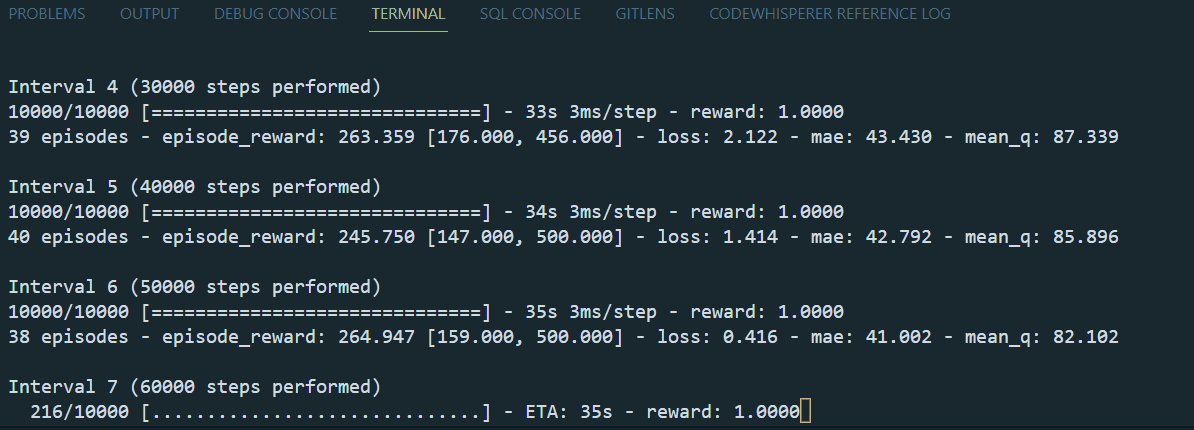 PROBLEMS OUTPUT DEBUG CONSOLE TERMINAL SQL CONSOLE GITLENS CODEWHISPERER REFERENCE LOG
Interval 4 (30000 steps performed)
10000/10000 [==============================] - 33s 3ms/step - reward: 1.0000
39 episodes - episode_reward: 263.359 [176.000, 456.000] - loss: 2.122 - mae: 43.430 - mean_q: 87.339
Interval 5 (40000 steps performed)
10000/10000 [==============================] - 34s 3ms/step - reward: 1.0000
40 episodes - episode_reward: 245.750 [147.000, 500.000] - loss: 1.414 - mae: 42.792 - mean_q: 85.896
Interval 6 (50000 steps performed)
10000/10000 [==============================] - 35s 3ms/step - reward: 1.0000
38 episodes - episode_reward: 264.947 [159.000, 500.000] - loss: 0.416 - mae: 41.002 - mean_q: 82.102
Interval 7 (60000 steps performed)
216/10000 [..............................] - ETA: 35s - reward: 1.0000